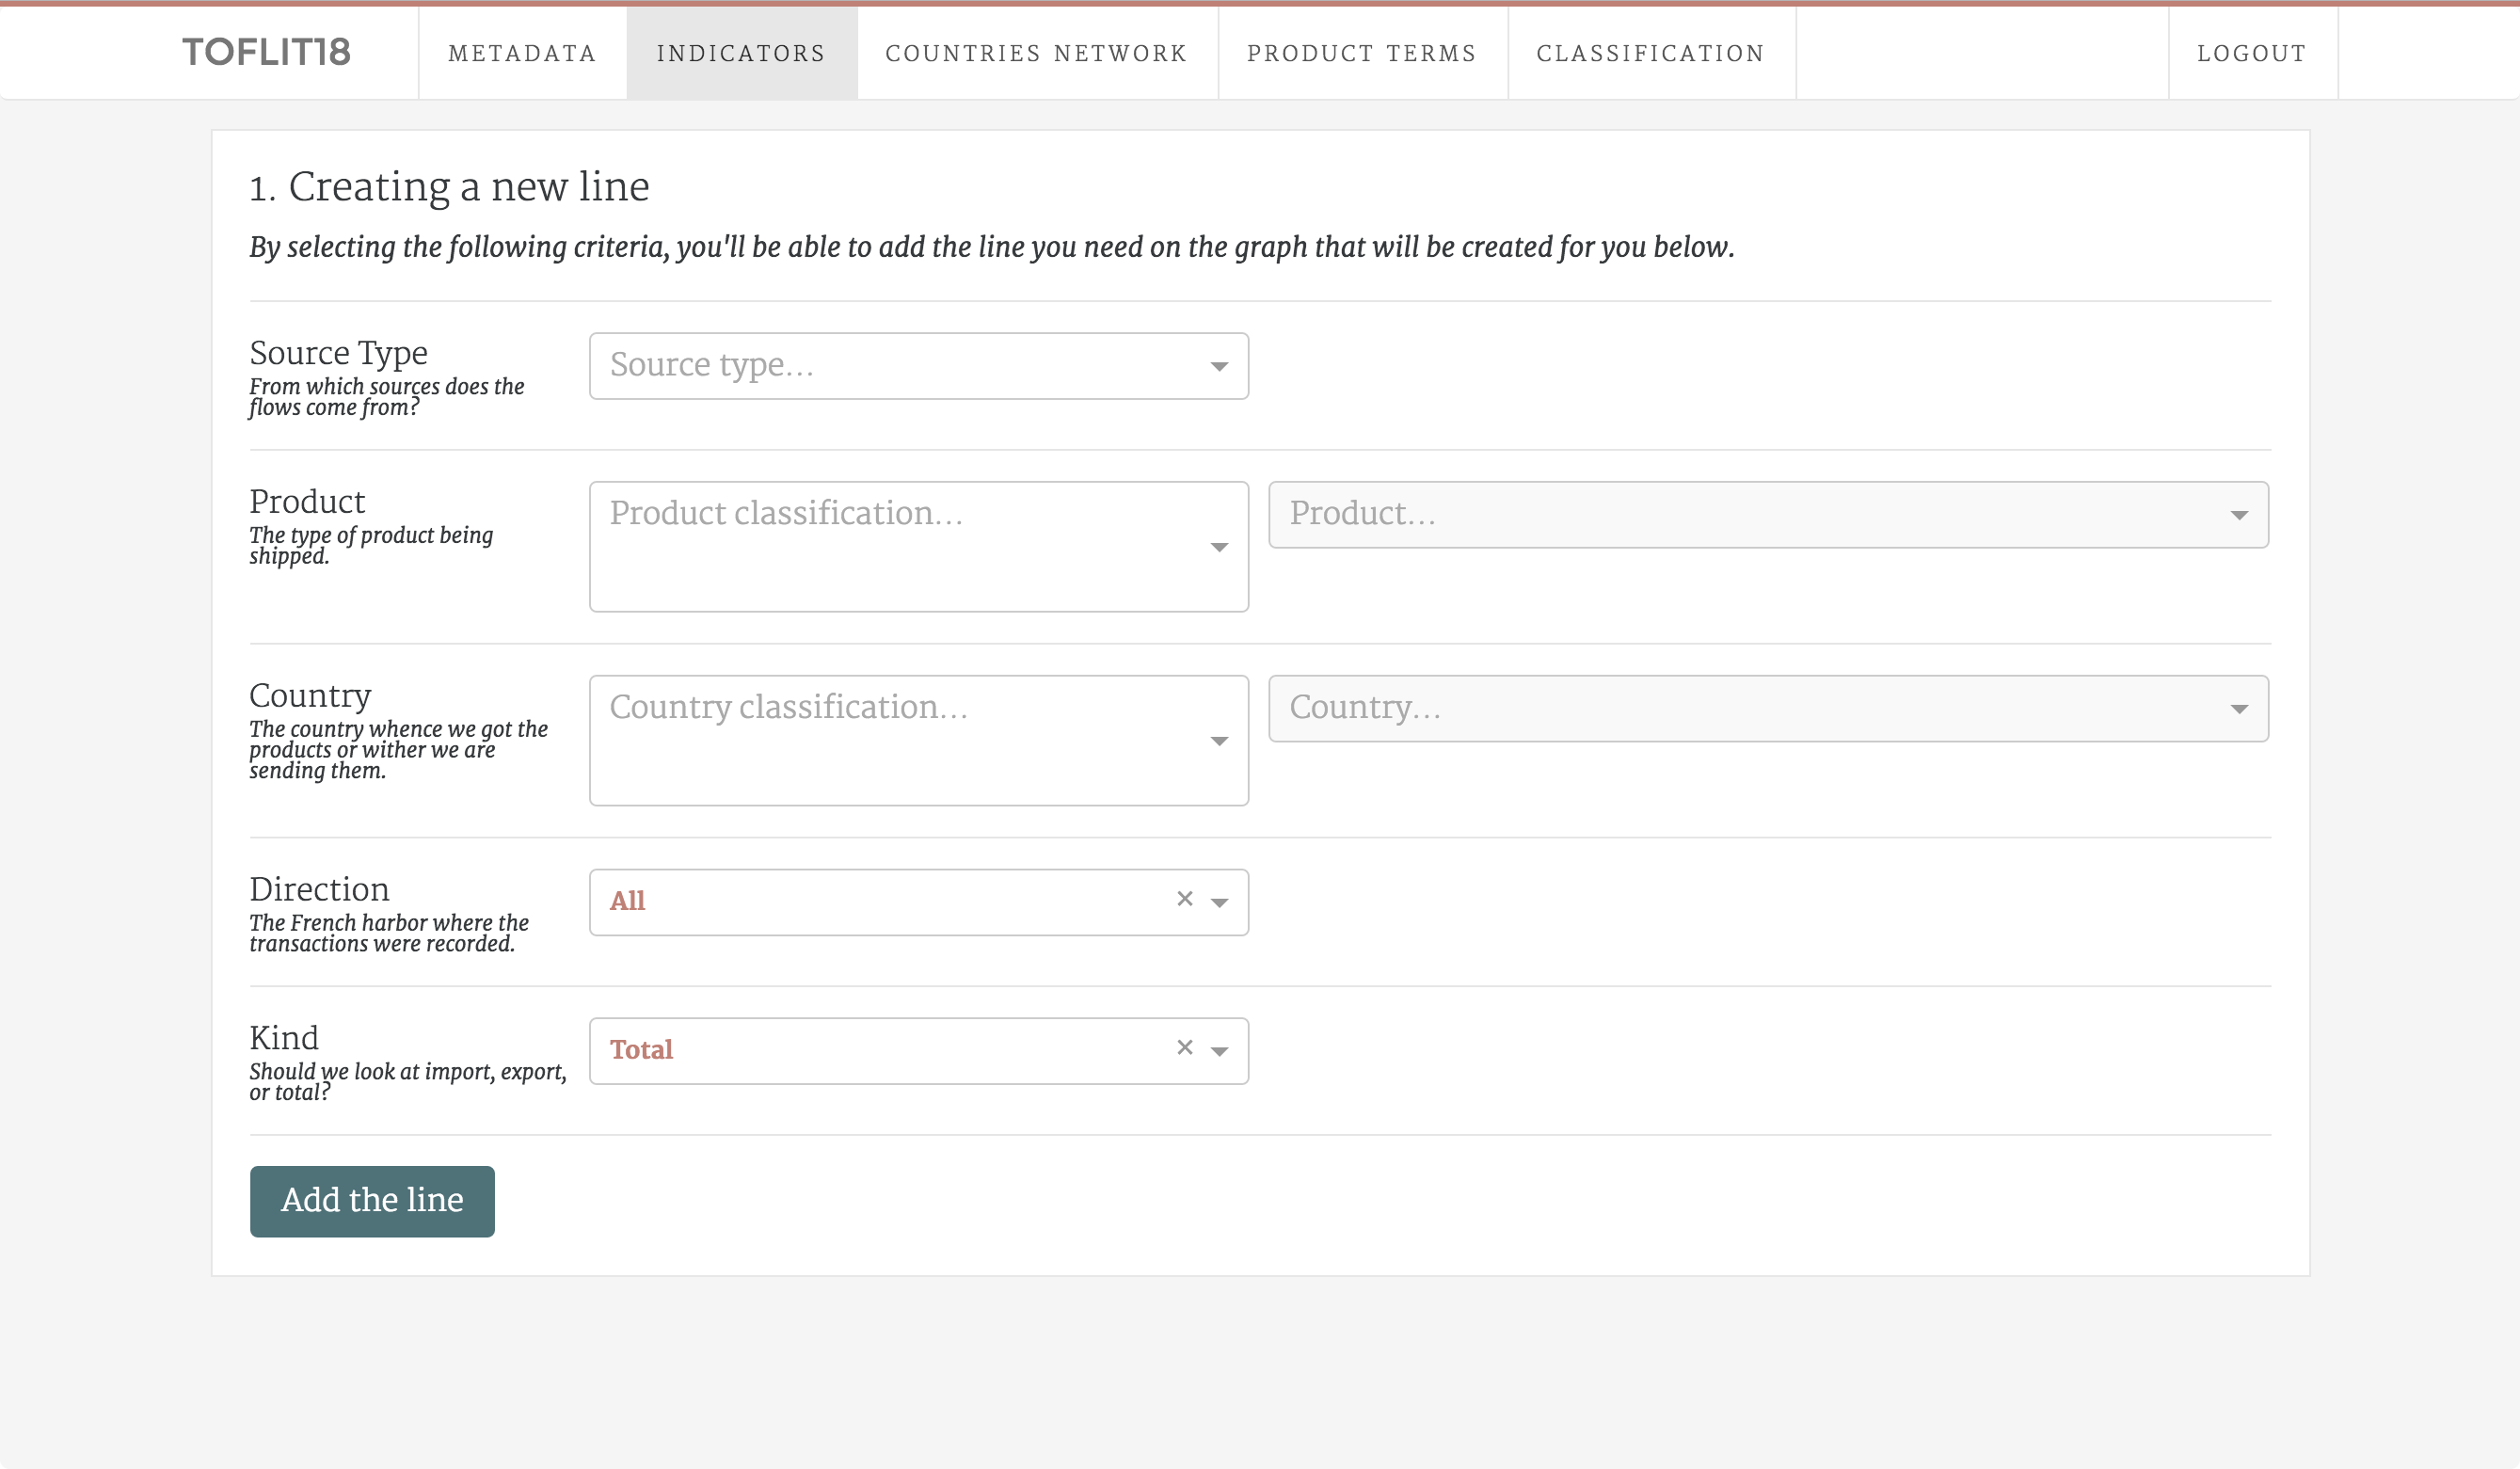 TOFLIT18 METADATA INDICATORS COUNTRIES NETWORK PRODUCT TERMS CLASSIFICATION LOGOUT
1. Creating a new line
By selecting the following criteria, you'll be able to add the line you need on the graph that will be created for you below.
Source Type
From which sources does the
flows come from?
Source type...
Product
The type of product being
shipped.
Product classification...
Product...
Country
The country whence we got the
products or wither we are
sending them.
Country classification...
Country...
Direction
The French harbor where the
transactions were recorded.
All ×
Kind
Should we look at import, export,
or total?
Total ×
Add the line